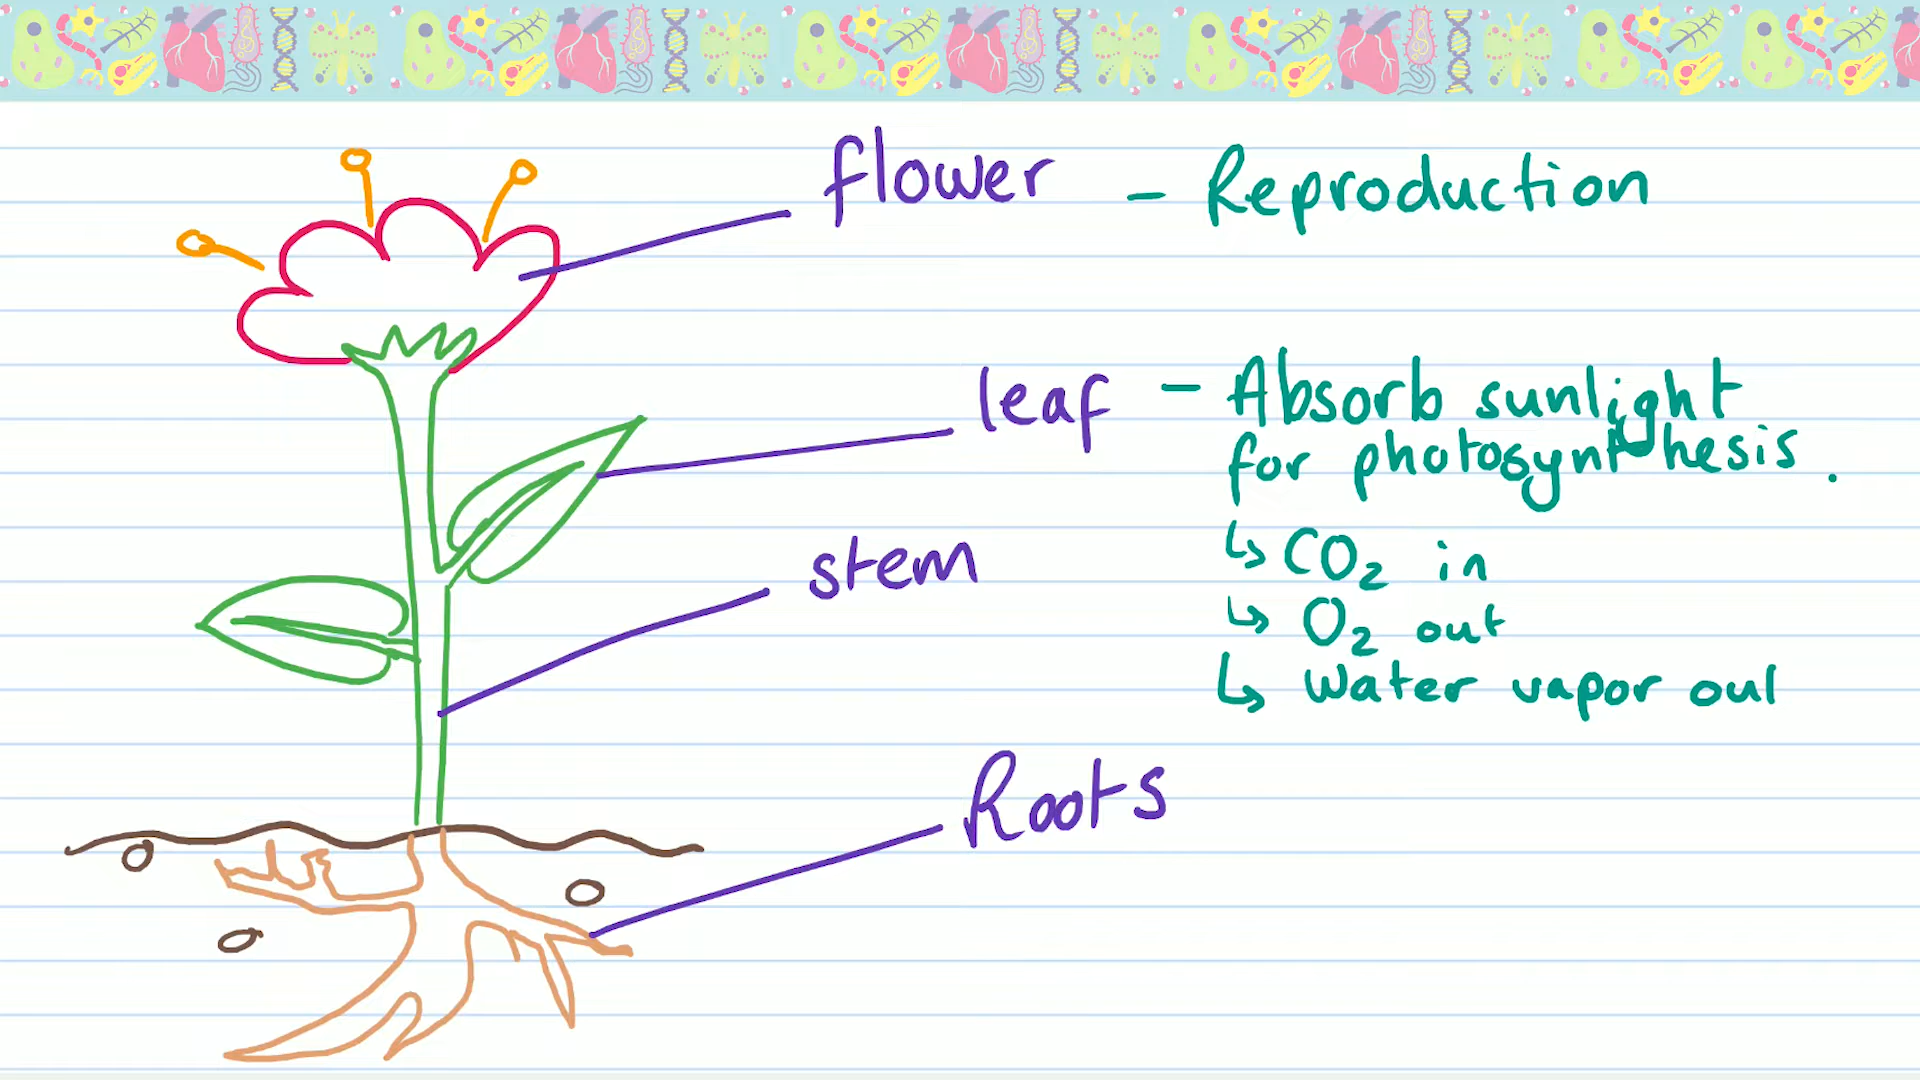 flower - Reproduction
leaf - Absorb sunlight
for photosynthesis.
↳ CO₂ in
↳ O₂ out
stem
↳ Water vapor out
Roots